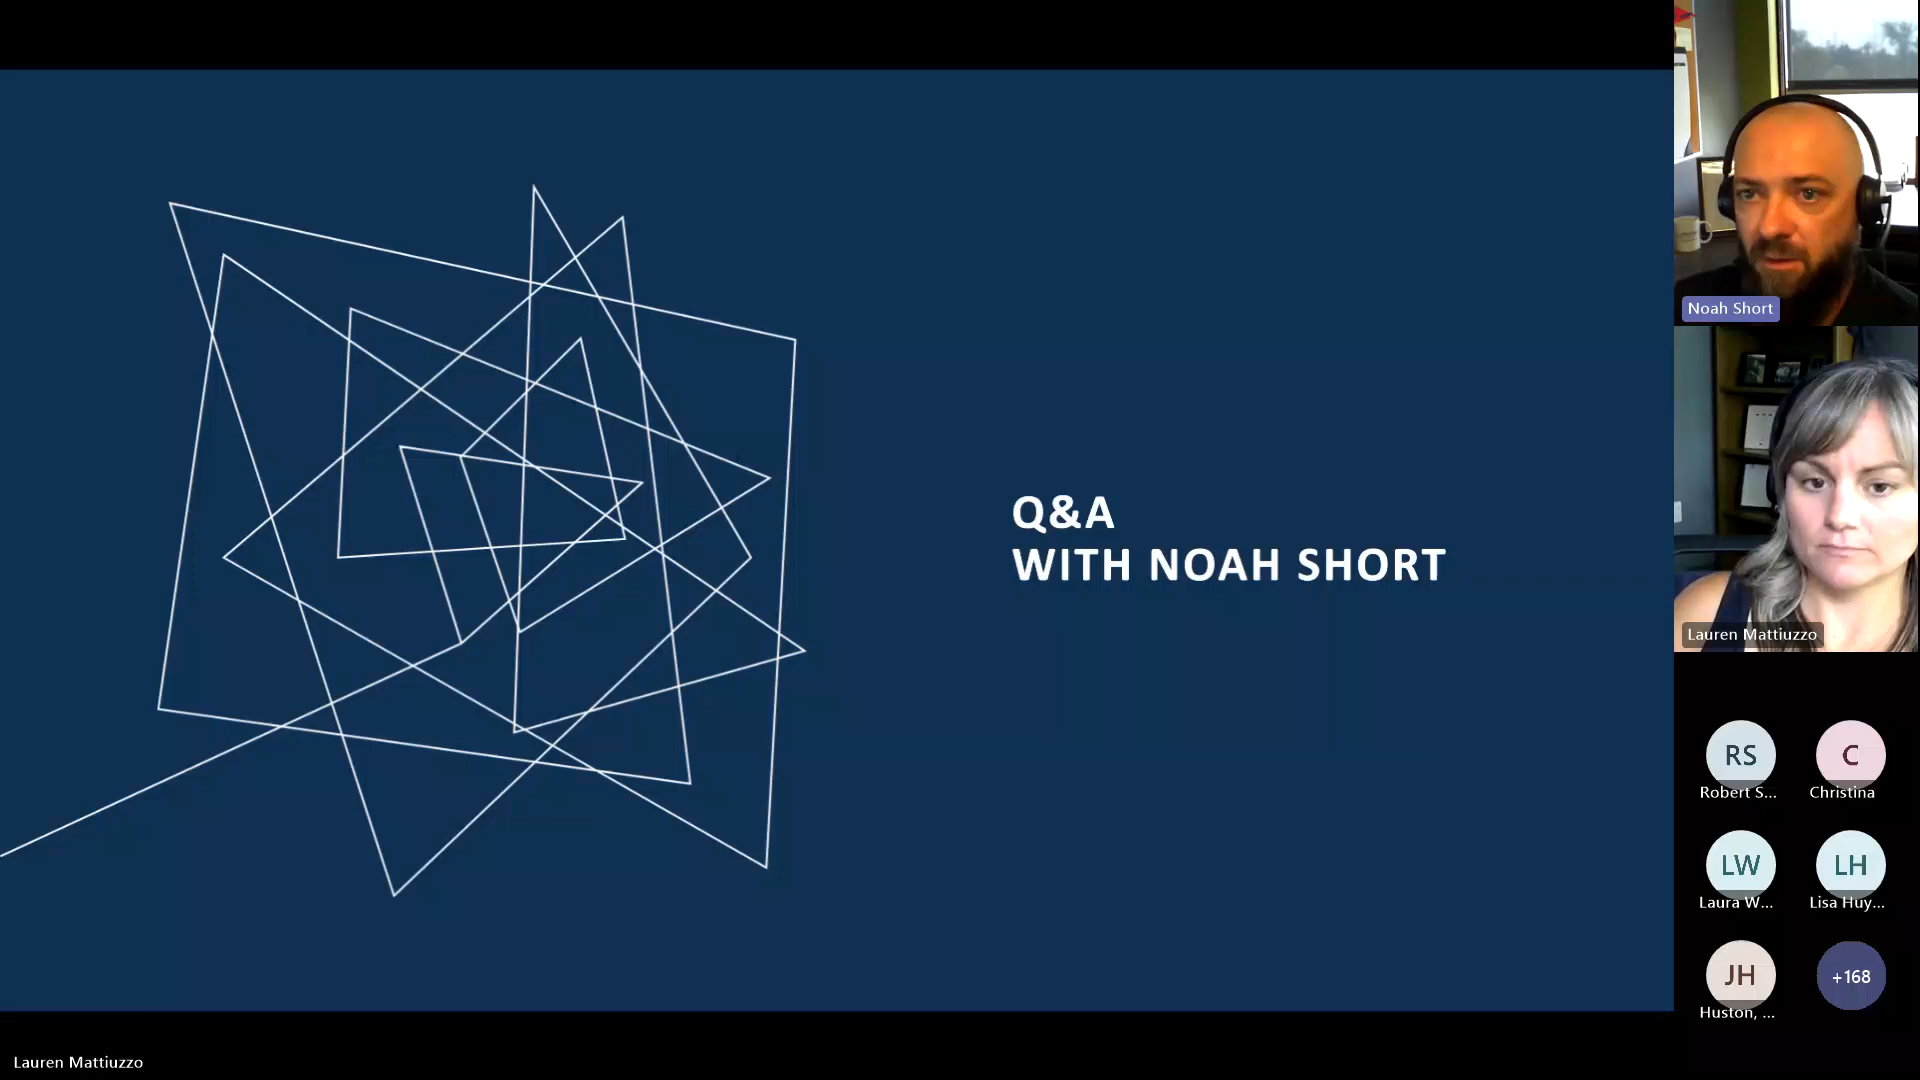 Q&A
WITH NOAH SHORT
Noah Short
Lauren Mattiuzzo
RS
Robert S...
C
Christina
LW
Laura W...
LH
Lisa Huy...
JH
Huston, ...
+168
Lauren Mattiuzzo